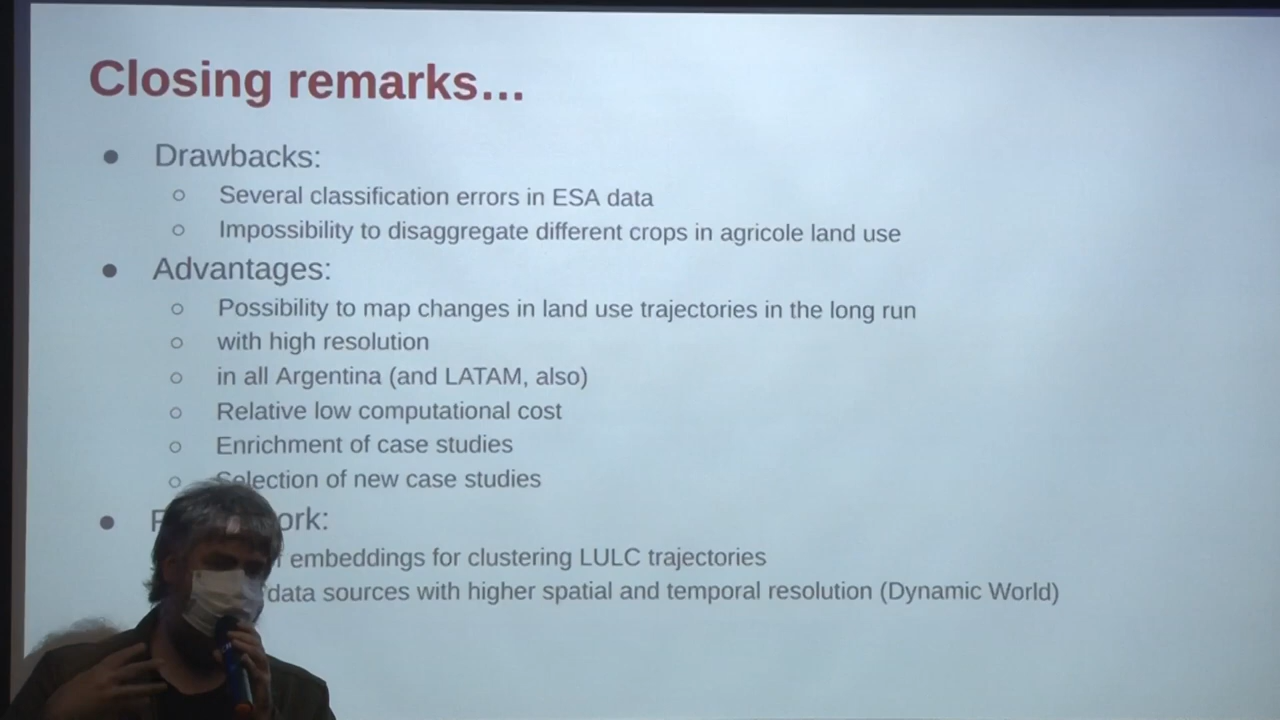 Closing remarks...
Drawbacks:
Several classification errors in ESA data
Impossibility to disaggregate different crops in agricole land use
Advantages:
Possibility to map changes in land use trajectories in the long run
with high resolution
in all Argentina (and LATAM, also)
Relative low computational cost
Enrichment of case studies
Selection of new case studies
embeddings for clustering LULC trajectories
data sources with higher spatial and temporal resolution (Dynamic World)